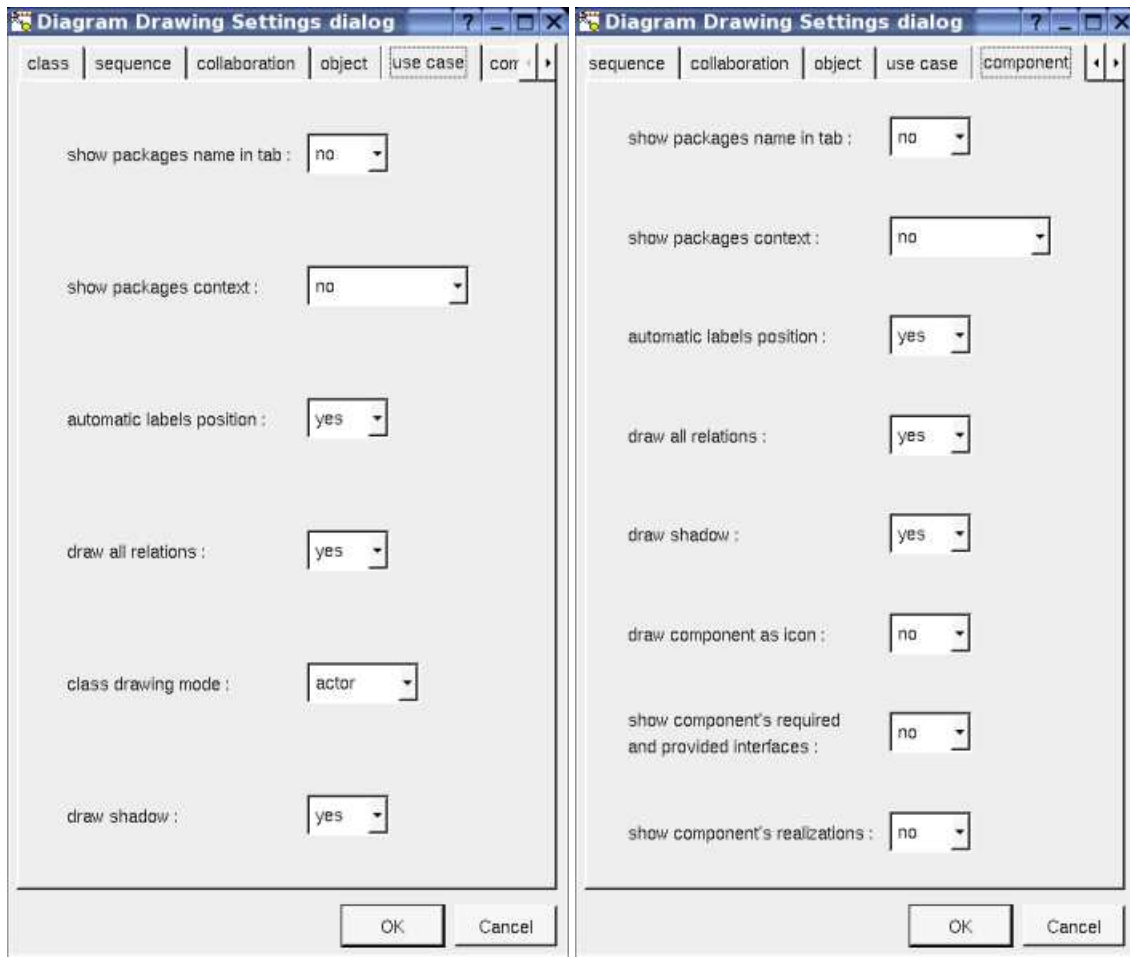 Diagram Drawing Settings dialog
class sequence collaboration object use case
show packages name in tab : no
show packages context : no
automatic labels position : yes
draw all relations : yes
class drawing mode : actor
draw shadow : yes
OK Cancel
Diagram Drawing Settings dialog
sequence collaboration object use case component
show packages name in tab : no
show packages context : no
automatic labels position : yes
draw all relations : yes
draw shadow : yes
draw component as icon : no
show component's required
and provided interfaces : no
show component's realizations : no
OK Cancel